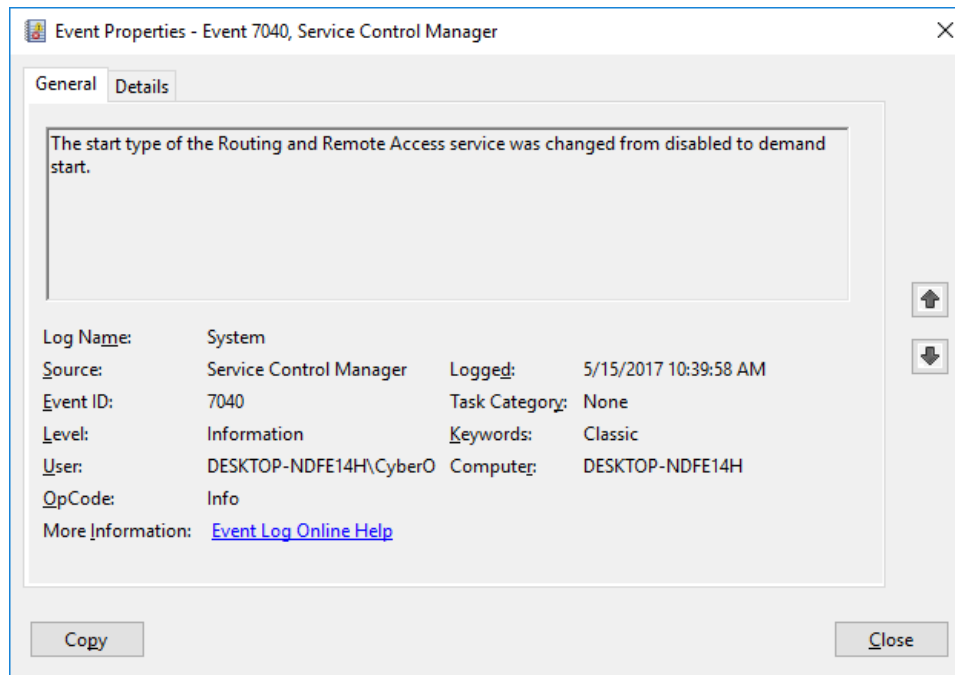 Event Properties - Event 7040, Service Control Manager
General Details
The start type of the Routing and Remote Access service was changed from disabled to demand
start.
Log Name: System
Source: Service Control Manager Logged: 5/15/2017 10:39:58 AM
Event ID: 7040 Task Category: None
Level: Information Keywords: Classic
User: DESKTOP-NDFE14H\CyberO Computer: DESKTOP-NDFE14H
OpCode: Info
More Information: Event Log Online Help
Copy Close